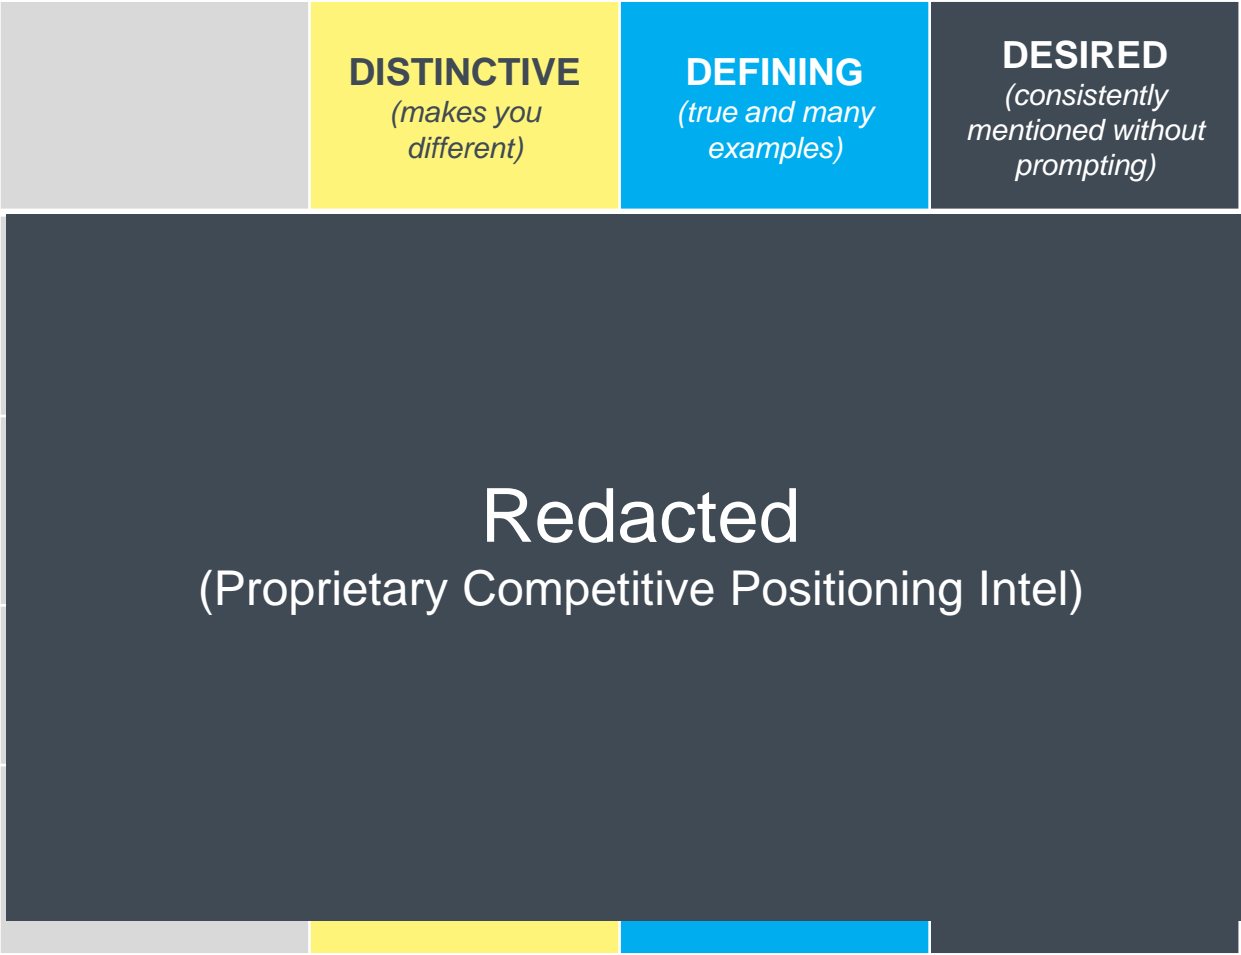 DISTINCTIVE
(makes you
different)
DEFINING
(true and many
examples)
DESIRED
(consistently
mentioned without
prompting)
Redacted
(Proprietary Competitive Positioning Intel)